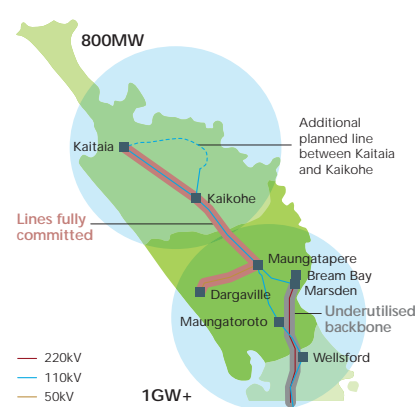 800MW
Additional
planned line
between Kaitaia
and Kaikohe
Kaitaia
Kaikohe
Lines fully
committed
Maungatapere
Bream Bay
Marsden
Dargaville
Underutilised
backbone
Maungatoroto
Wellsford
220kV
110kV
50kV
1GW+